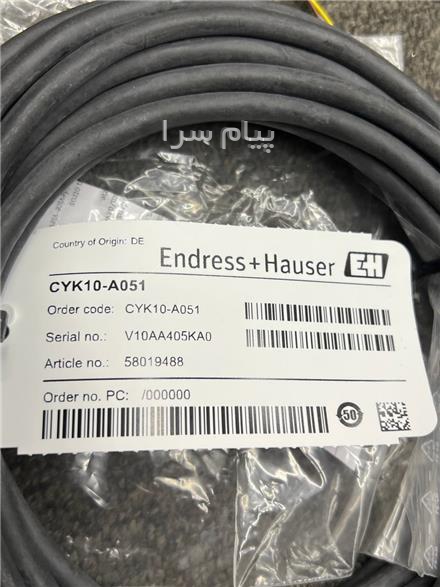 پیام سرا
Country of Origin: DE
Endress+Hauser EH
CYK10-A051
Order code: CYK10-A051
Serial no.: V10AA405KA0
Article no.: 58019488
Order no. PC: /000000
50